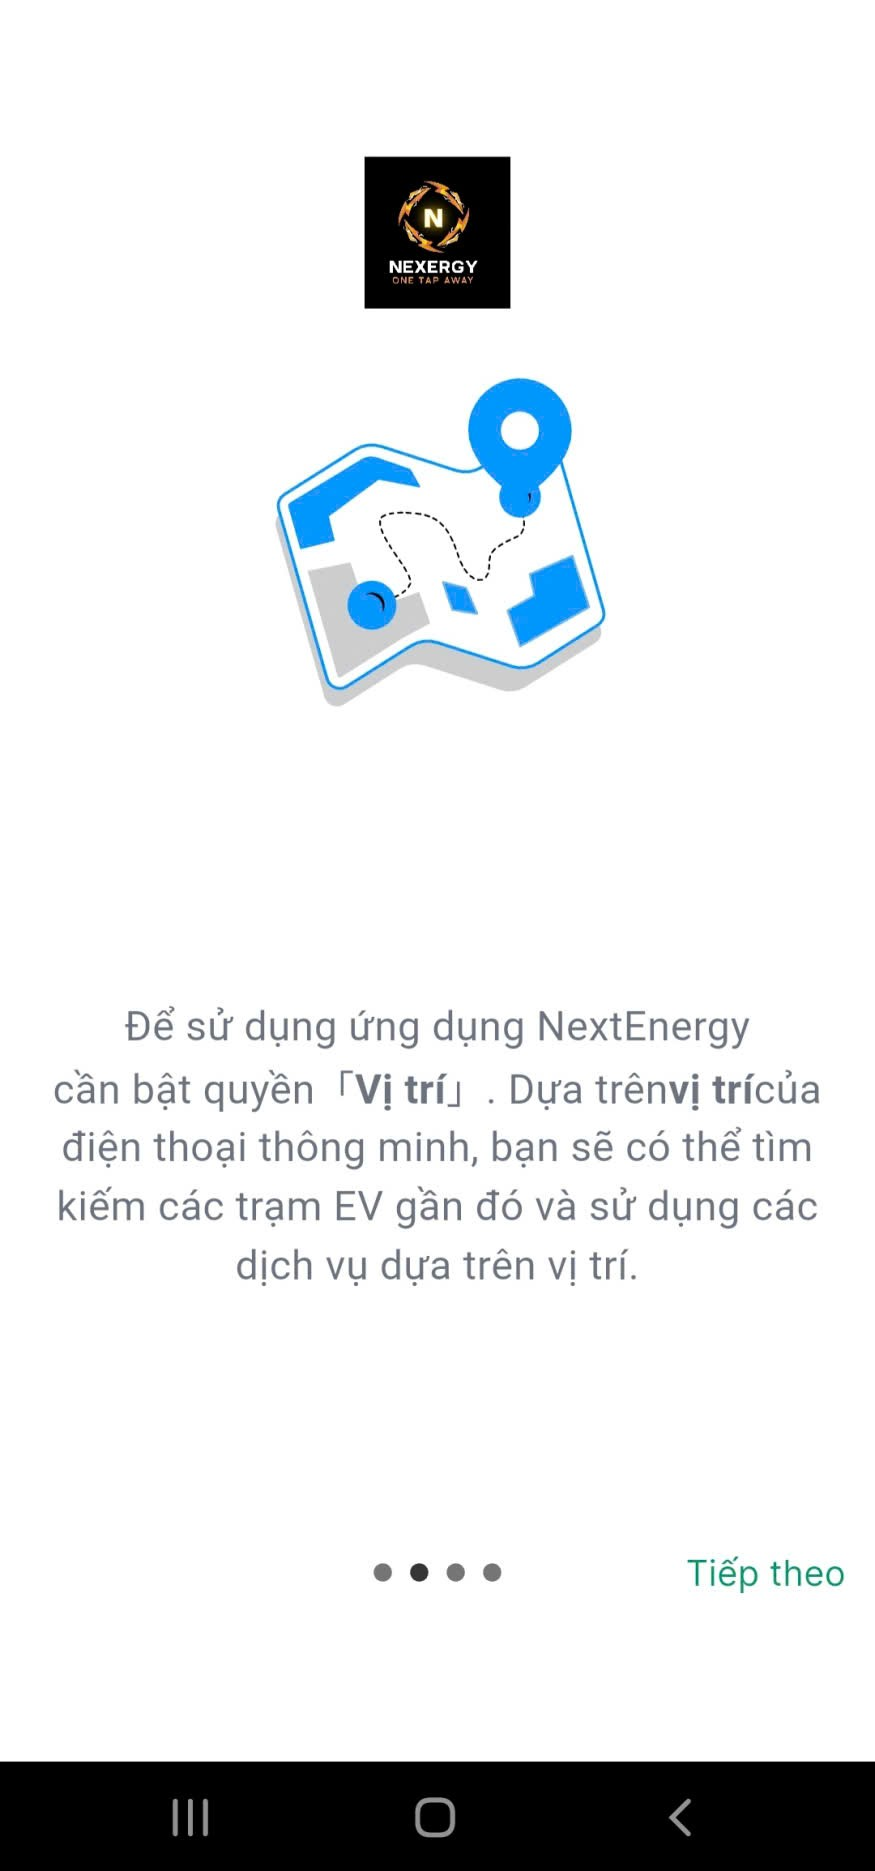 N
NEXERGY
ONE TAP AWAY
Để sử dụng ứng dụng NextEnergy
cần bật quyền「Vị trí」. Dựa trênvị trícủa
điện thoại thông minh, bạn sẽ có thể tìm
kiếm các trạm EV gần đó và sử dụng các
dịch vụ dựa trên vị trí.
Tiếp theo